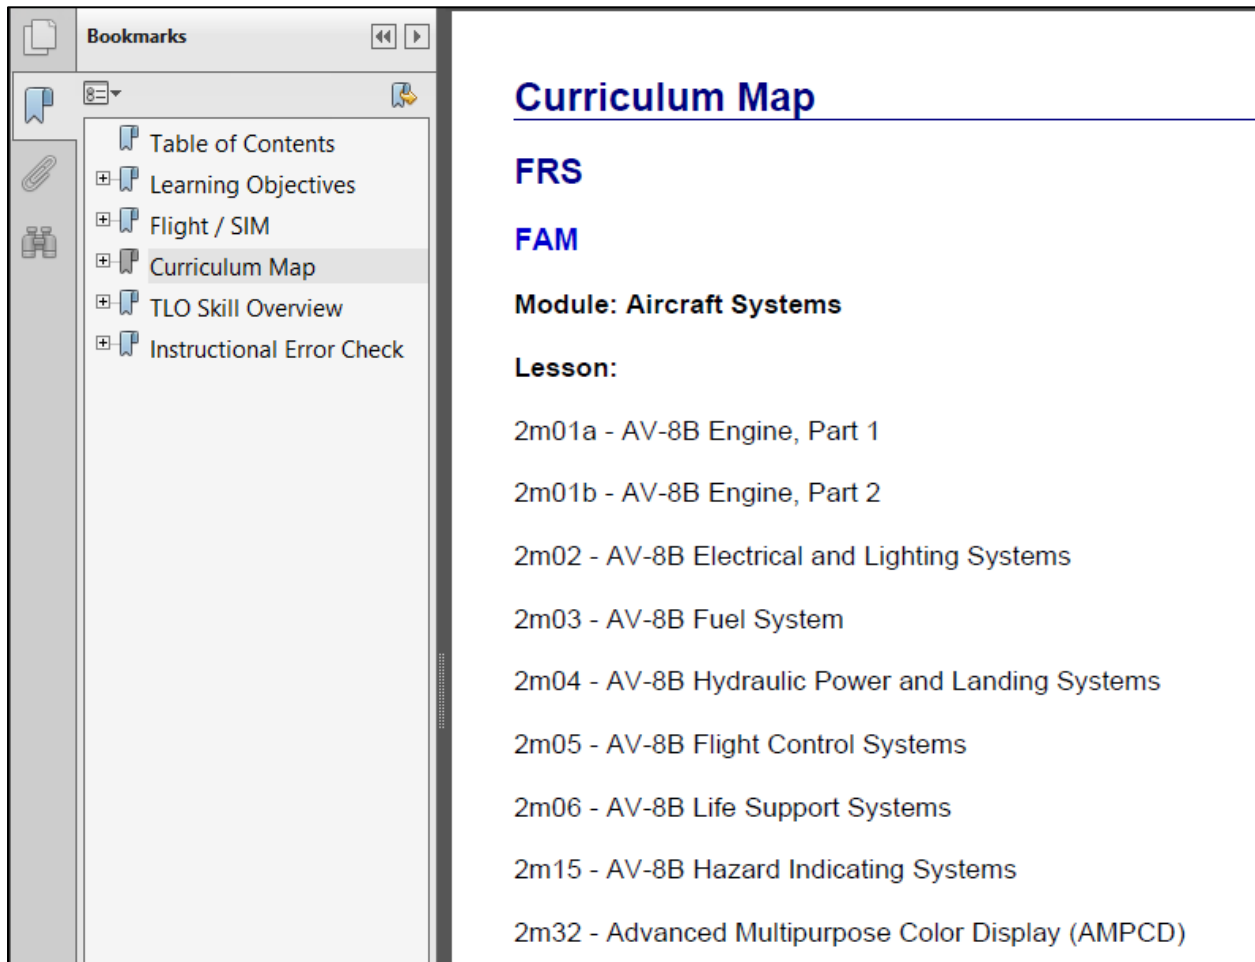 Bookmarks
Table of Contents
Learning Objectives
Flight / SIM
Curriculum Map
TLO Skill Overview
Instructional Error Check
Curriculum Map
FRS
FAM
Module: Aircraft Systems
Lesson:
2m01a - AV-8B Engine, Part 1
2m01b - AV-8B Engine, Part 2
2m02 - AV-8B Electrical and Lighting Systems
2m03 - AV-8B Fuel System
2m04 - AV-8B Hydraulic Power and Landing Systems
2m05 - AV-8B Flight Control Systems
2m06 - AV-8B Life Support Systems
2m15 - AV-8B Hazard Indicating Systems
2m32 - Advanced Multipurpose Color Display (AMPCD)